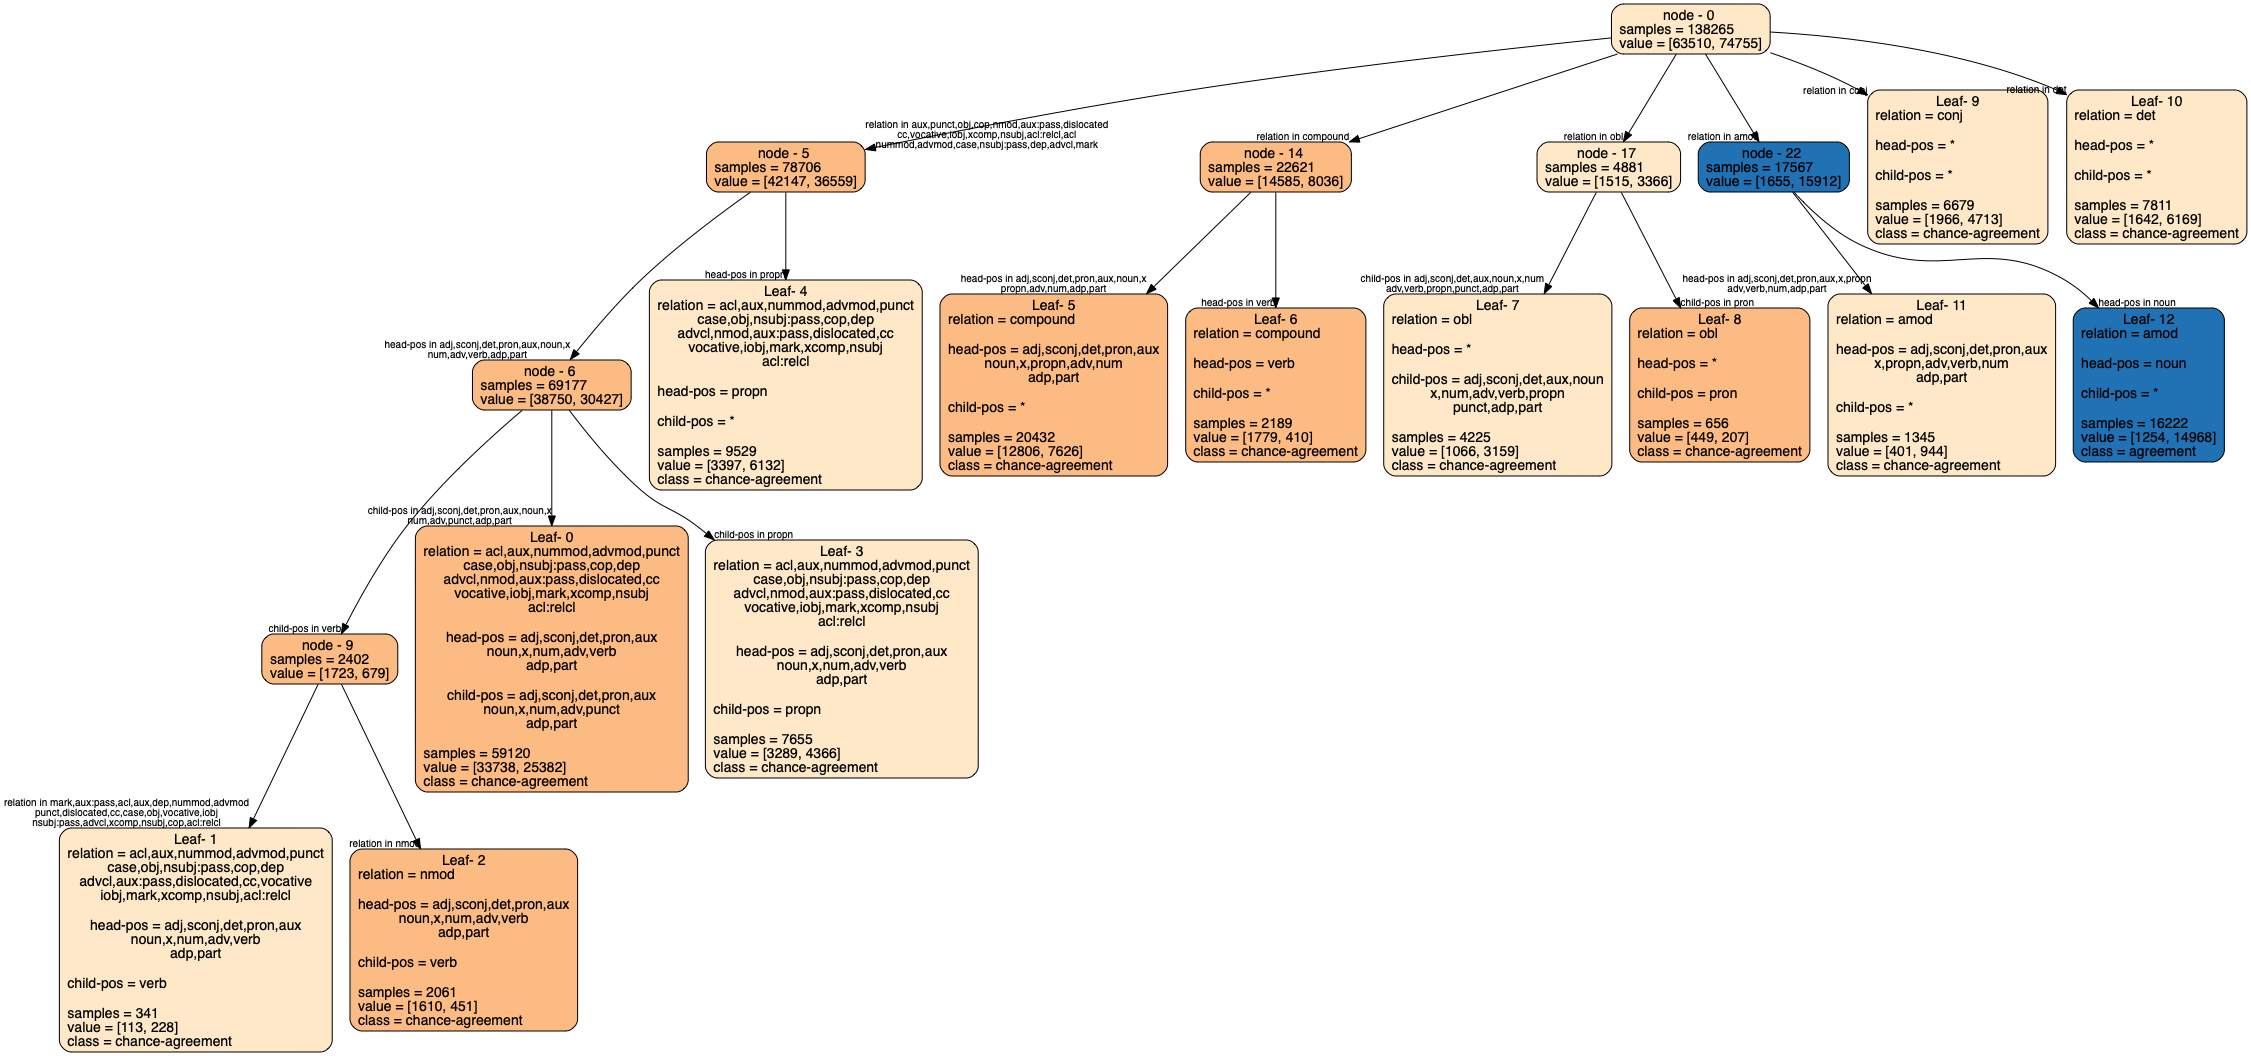 node - 0
samples = 138265
value = [63510, 74755]
relation in aux,punct,obj,cop,nmod,aux:pass,dislocated
cc,vocative,iobj,xcomp,nsubj,acl:relcl,acl
nummod,advmod,case,nsubj:pass,dep,advcl,mark
node - 5
samples = 78706
value = [42147, 36559]
relation in compound
node - 14
samples = 22621
value = [14585, 8036]
relation in obl
node - 17
samples = 4881
value = [1515, 3366]
relation in amod
node - 22
samples = 17567
value = [1655, 15912]
relation in conj
Leaf- 9
relation = conj
head-pos = *
child-pos = *
samples = 6679
value = [1966, 4713]
class = chance-agreement
relation in det
Leaf- 10
relation = det
head-pos = *
child-pos = *
samples = 7811
value = [1642, 6169]
class = chance-agreement
head-pos in adj,sconj,det,pron,aux,noun,x
num,adv,verb,adp,part
node - 6
samples = 69177
value = [38750, 30427]
head-pos in propn
Leaf- 4
relation = acl,aux,nummod,advmod,punct
case,obj,nsubj:pass,cop,dep
advcl,nmod,aux:pass,dislocated,cc
vocative,iobj,mark,xcomp,nsubj
acl:relcl
head-pos = propn
child-pos = *
samples = 9529
value = [3397, 6132]
class = chance-agreement
head-pos in adj,sconj,det,pron,aux,noun,x
propn,adv,num,adp,part
Leaf- 5
relation = compound
head-pos = adj,sconj,det,pron,aux
noun,x,propn,adv,num
adp,part
child-pos = *
samples = 20432
value = [12806, 7626]
class = chance-agreement
head-pos in verb
Leaf- 6
relation = compound
head-pos = verb
child-pos = *
samples = 2189
value = [1779, 410]
class = chance-agreement
child-pos in adj,sconj,det,aux,noun,x,num
adv,verb,propn,punct,adp,part
Leaf- 7
relation = obl
head-pos = *
child-pos = adj,sconj,det,aux,noun
x,num,adv,verb,propn
punct,adp,part
samples = 4225
value = [1066, 3159]
class = chance-agreement
child-pos in pron
Leaf- 8
relation = obl
head-pos = *
child-pos = pron
samples = 656
value = [449, 207]
class = chance-agreement
head-pos in adj,sconj,det,pron,aux,x,propn
adv,verb,num,adp,part
Leaf- 11
relation = amod
head-pos = adj,sconj,det,pron,aux
x,propn,adv,verb,num
adp,part
child-pos = *
samples = 1345
value = [401, 944]
class = chance-agreement
head-pos in noun
Leaf- 12
relation = amod
head-pos = noun
child-pos = *
samples = 16222
value = [1254, 14968]
class = agreement
child-pos in verb
node - 9
samples = 2402
value = [1723, 679]
child-pos in adj,sconj,det,pron,aux,noun,x
num,adv,punct,adp,part
Leaf- 0
relation = acl,aux,nummod,advmod,punct
case,obj,nsubj:pass,cop,dep
advcl,nmod,aux:pass,dislocated,cc
vocative,iobj,mark,xcomp,nsubj
acl:relcl
head-pos = adj,sconj,det,pron,aux
noun,x,num,adv,verb
adp,part
child-pos = adj,sconj,det,pron,aux
noun,x,num,adv,punct
adp,part
samples = 59120
value = [33738, 25382]
class = chance-agreement
child-pos in propn
Leaf- 3
relation = acl,aux,nummod,advmod,punct
case,obj,nsubj:pass,cop,dep
advcl,nmod,aux:pass,dislocated,cc
vocative,iobj,mark,xcomp,nsubj
acl:relcl
head-pos = adj,sconj,det,pron,aux
noun,x,num,adv,verb
adp,part
child-pos = propn
samples = 7655
value = [3289, 4366]
class = chance-agreement
relation in mark,aux:pass,acl,aux,dep,nummod,advmod
punct,dislocated,cc,case,obj,vocative,iobj
nsubj:pass,advcl,xcomp,nsubj,cop,acl:relcl
Leaf- 1
relation = acl,aux,nummod,advmod,punct
case,obj,nsubj:pass,cop,dep
advcl,aux:pass,dislocated,cc,vocative
iobj,mark,xcomp,nsubj,acl:relcl
head-pos = adj,sconj,det,pron,aux
noun,x,num,adv,verb
adp,part
child-pos = verb
samples = 341
value = [113, 228]
class = chance-agreement
relation in nmod
Leaf- 2
relation = nmod
head-pos = adj,sconj,det,pron,aux
noun,x,num,adv,verb
adp,part
child-pos = verb
samples = 2061
value = [1610, 451]
class = chance-agreement